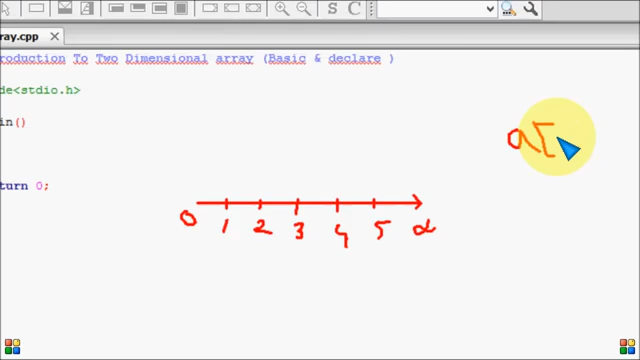 ray.cpp
roduction To Two Dimensional array (Basic & declare )
de<stdio.h>
in()
turn 0;
a[
0 1 2 3 4 5 α